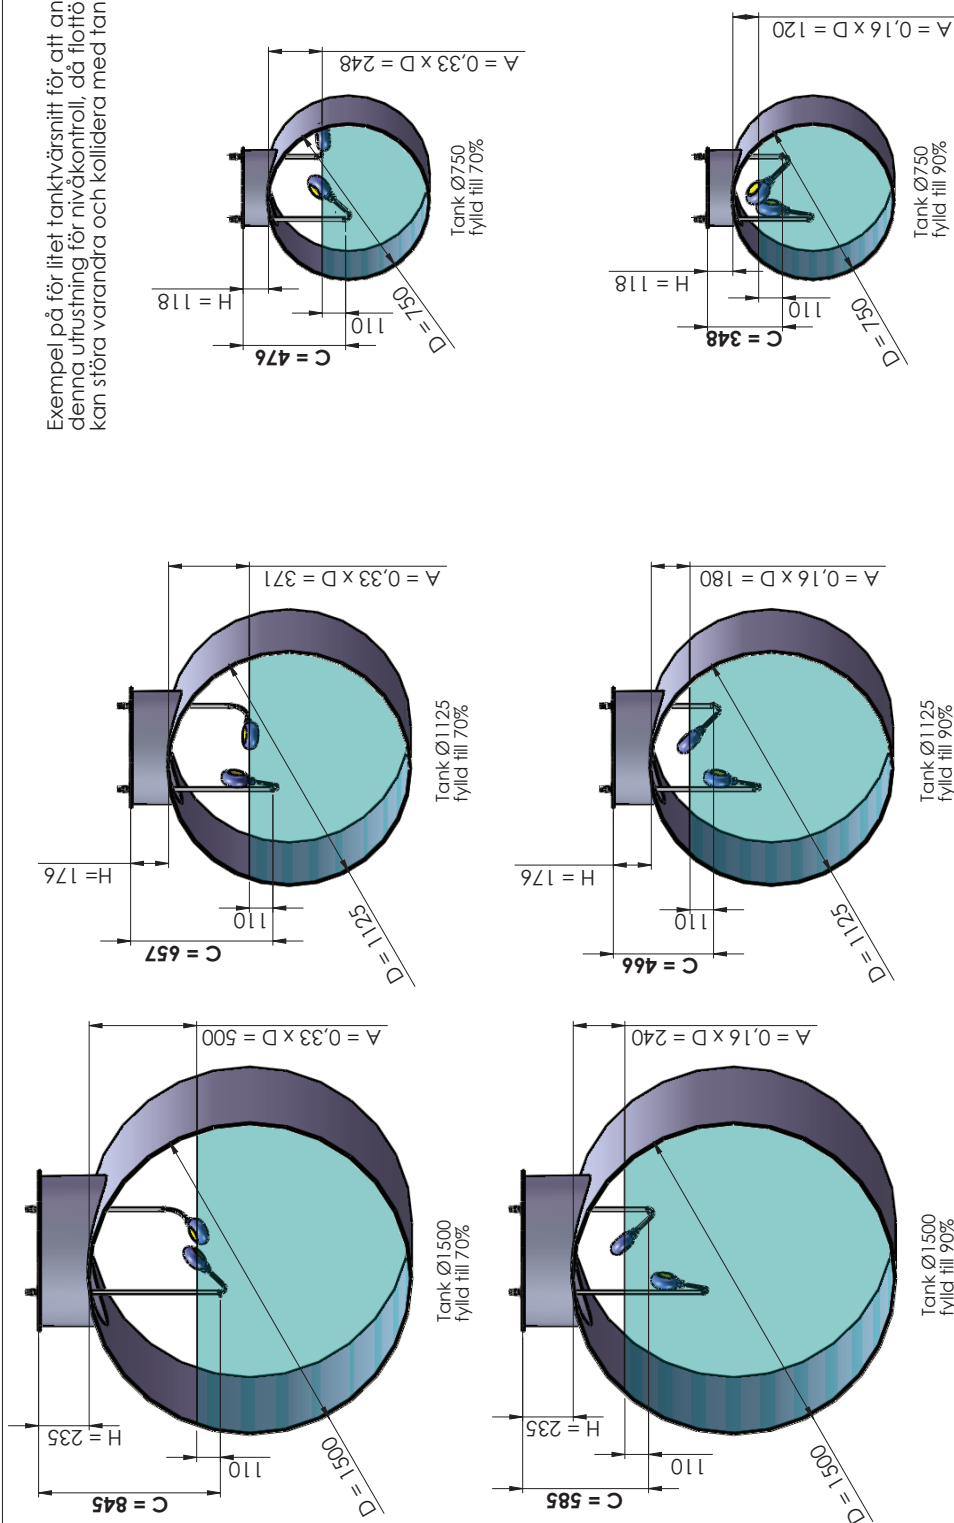 Exempel på för litet tanktvärsnitt för att an
denna utrustning för nivåkontroll, då flottö
kan störa varandra och kollidera med tan
A = 0,33 x D = 248
H = 118
110
C = 476
D = 750
Tank Ø750
fylld till 70%
A = 0,16 x D = 120
H = 118
110
C = 348
D = 750
Tank Ø750
fylld till 90%
A = 0,33 x D = 371
H= 176
110
C = 657
D = 1125
Tank Ø1125
fylld till 70%
A = 0,16 x D = 180
H = 176
110
C = 466
D = 1125
Tank Ø1125
fylld till 90%
A = 0,33 x D = 500
H = 235
110
C = 845
D = 1500
Tank Ø1500
fylld till 70%
A = 0,16 x D = 240
H = 235
110
C = 585
D = 1500
Tank Ø1500
fylld till 90%